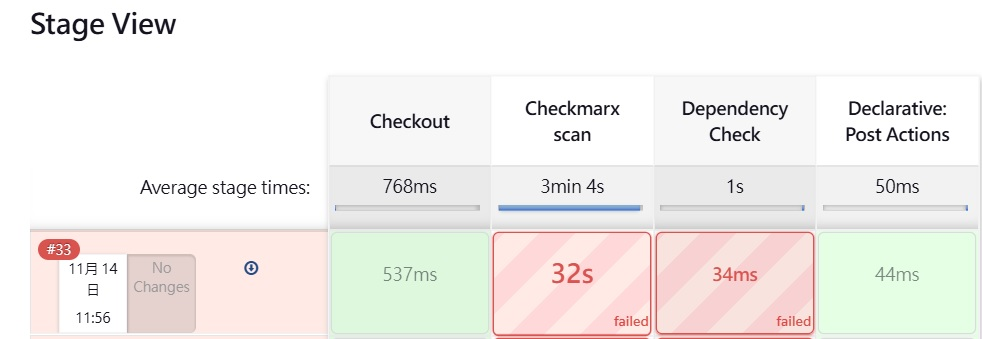 Stage View
Checkout
Checkmarx
scan
Dependency
Check
Declarative:
Post Actions
Average stage times:
768ms
3min 4s
1s
50ms
#33
11月 14
日
11:56
No
Changes
537ms
32s
failed
34ms
failed
44ms